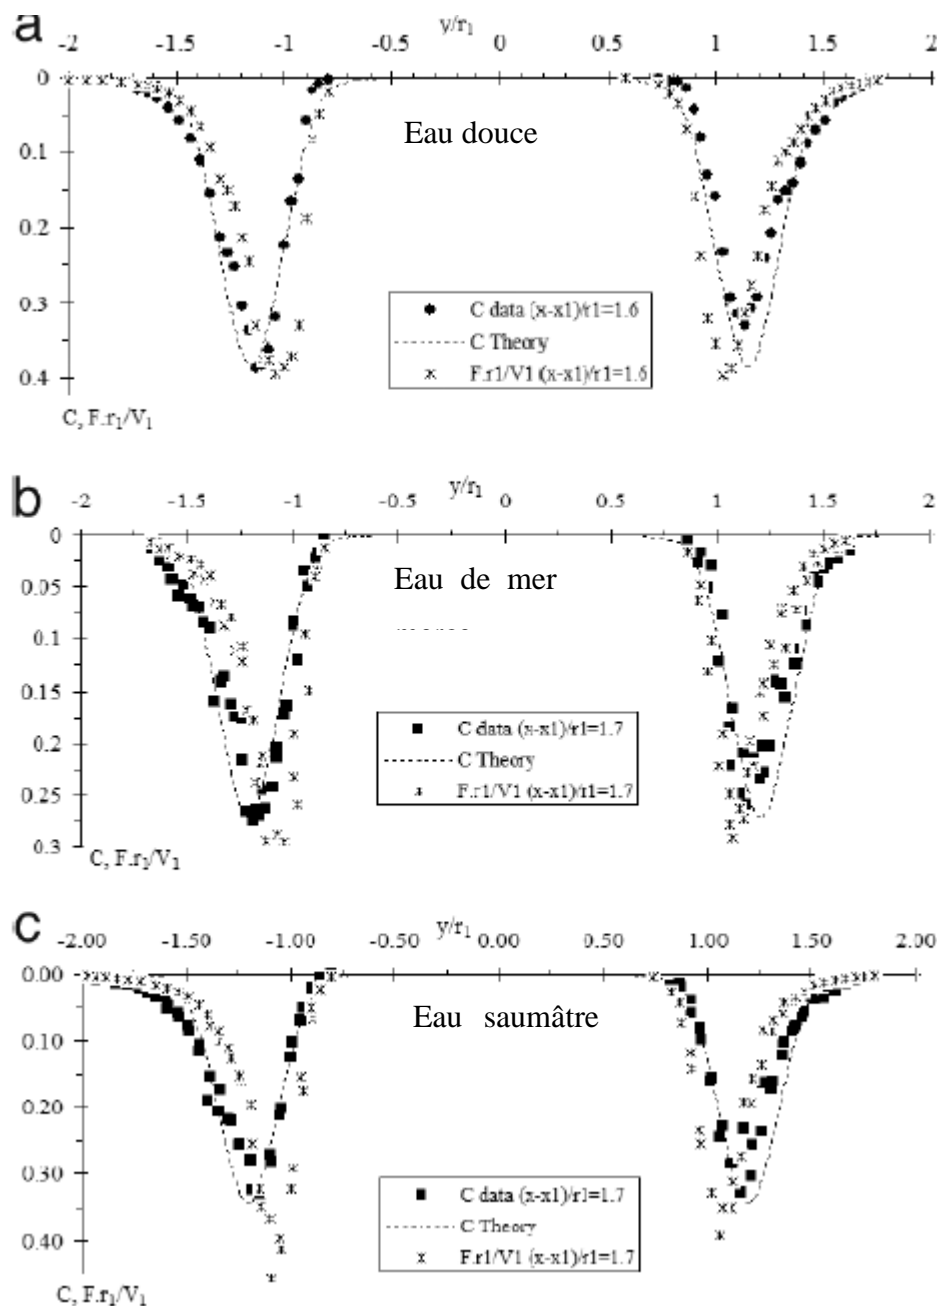 a
y/r1
-2 -1.5 -1 -0.5 0 0.5 1 1.5 2
0
0.1
0.2
0.3
0.4
Eau douce
C data (x-x1)/r1=1.6
C Theory
F.r1/V1 (x-x1)/r1=1.6
C, F.r1/V1
b
y/r1
-2 -1.5 -1 -0.5 0 0.5 1 1.5 2
0
0.05
0.1
0.15
0.2
0.25
0.3
Eau de mer
C data (x-x1)/r1=1.7
C Theory
F.r1/V1 (x-x1)/r1=1.7
C, F.r1/V1
c
y/r1
-2.00 -1.50 -1.00 -0.50 0.00 0.50 1.00 1.50 2.00
0.00
0.10
0.20
0.30
0.40
Eau saumâtre
C data (x-x1)/r1=1.7
C Theory
F.r1/V1 (x-x1)/r1=1.7
C, F.r1/V1